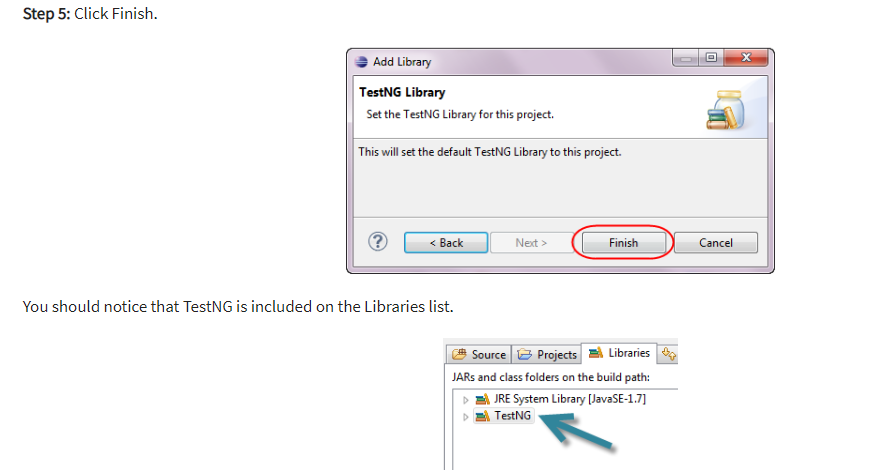 Step 5: Click Finish.
Add Library
TestNG Library
Set the TestNG Library for this project.
This will set the default TestNG Library to this project.
?
< Back
Next >
Finish
Cancel
You should notice that TestNG is included on the Libraries list.
Source
Projects
Libraries
JARs and class folders on the build path:
JRE System Library [JavaSE-1.7]
TestNG